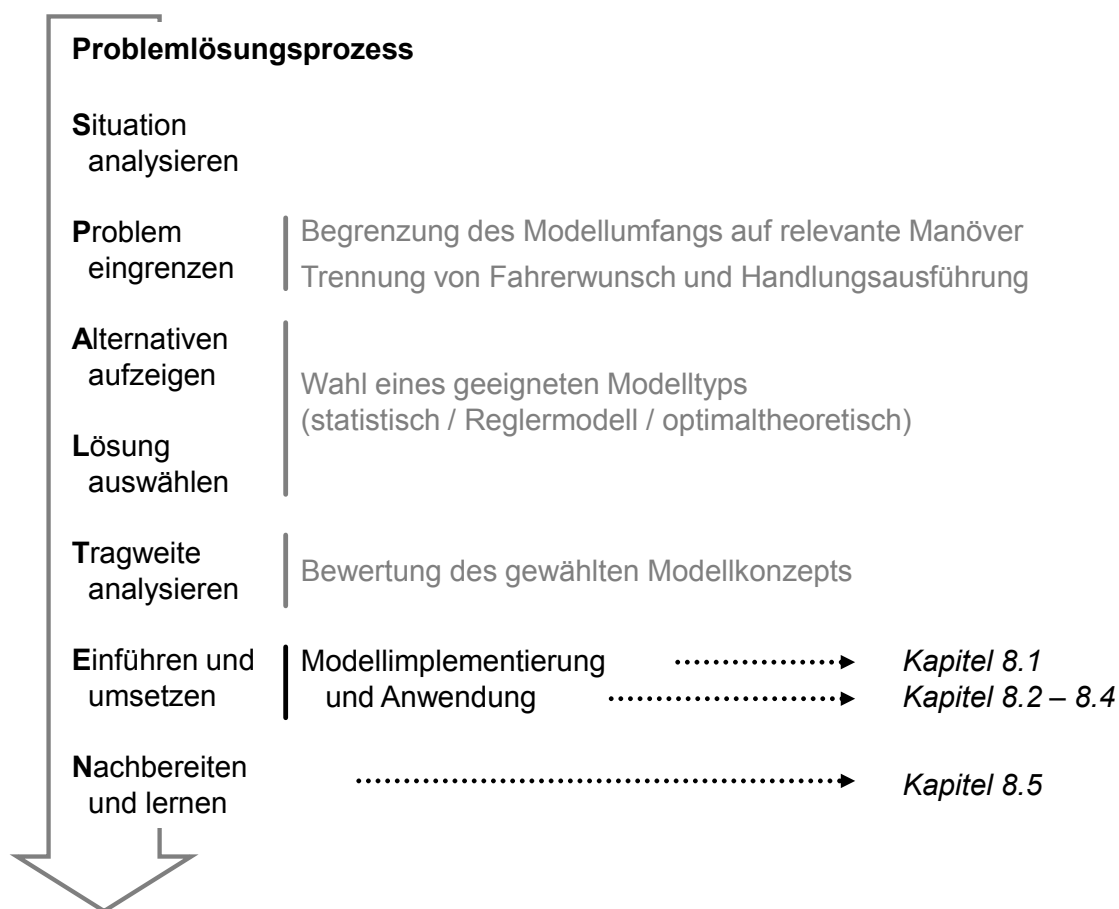 Problemlösungsprozess
Situation
analysieren
Problem
eingrenzen
Begrenzung des Modellumfangs auf relevante Manöver
Trennung von Fahrerwunsch und Handlungsausführung
Alternativen
aufzeigen
Lösung
auswählen
Wahl eines geeigneten Modelltyps
(statistisch / Reglermodell / optimaltheoretisch)
Tragweite
analysieren
Bewertung des gewählten Modellkonzepts
Einführen und
umsetzen
Modellimplementierung
und Anwendung
Kapitel 8.1
Kapitel 8.2 – 8.4
Nachbereiten
und lernen
Kapitel 8.5